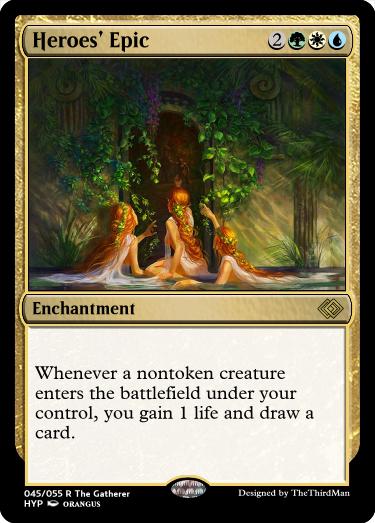 Heroes' Epic 2
Enchantment
Whenever a nontoken creature
enters the battlefield under your
control, you gain 1 life and draw a
card.
045/055 R The Gatherer
HYP ORANGUS
Designed by TheThirdMan